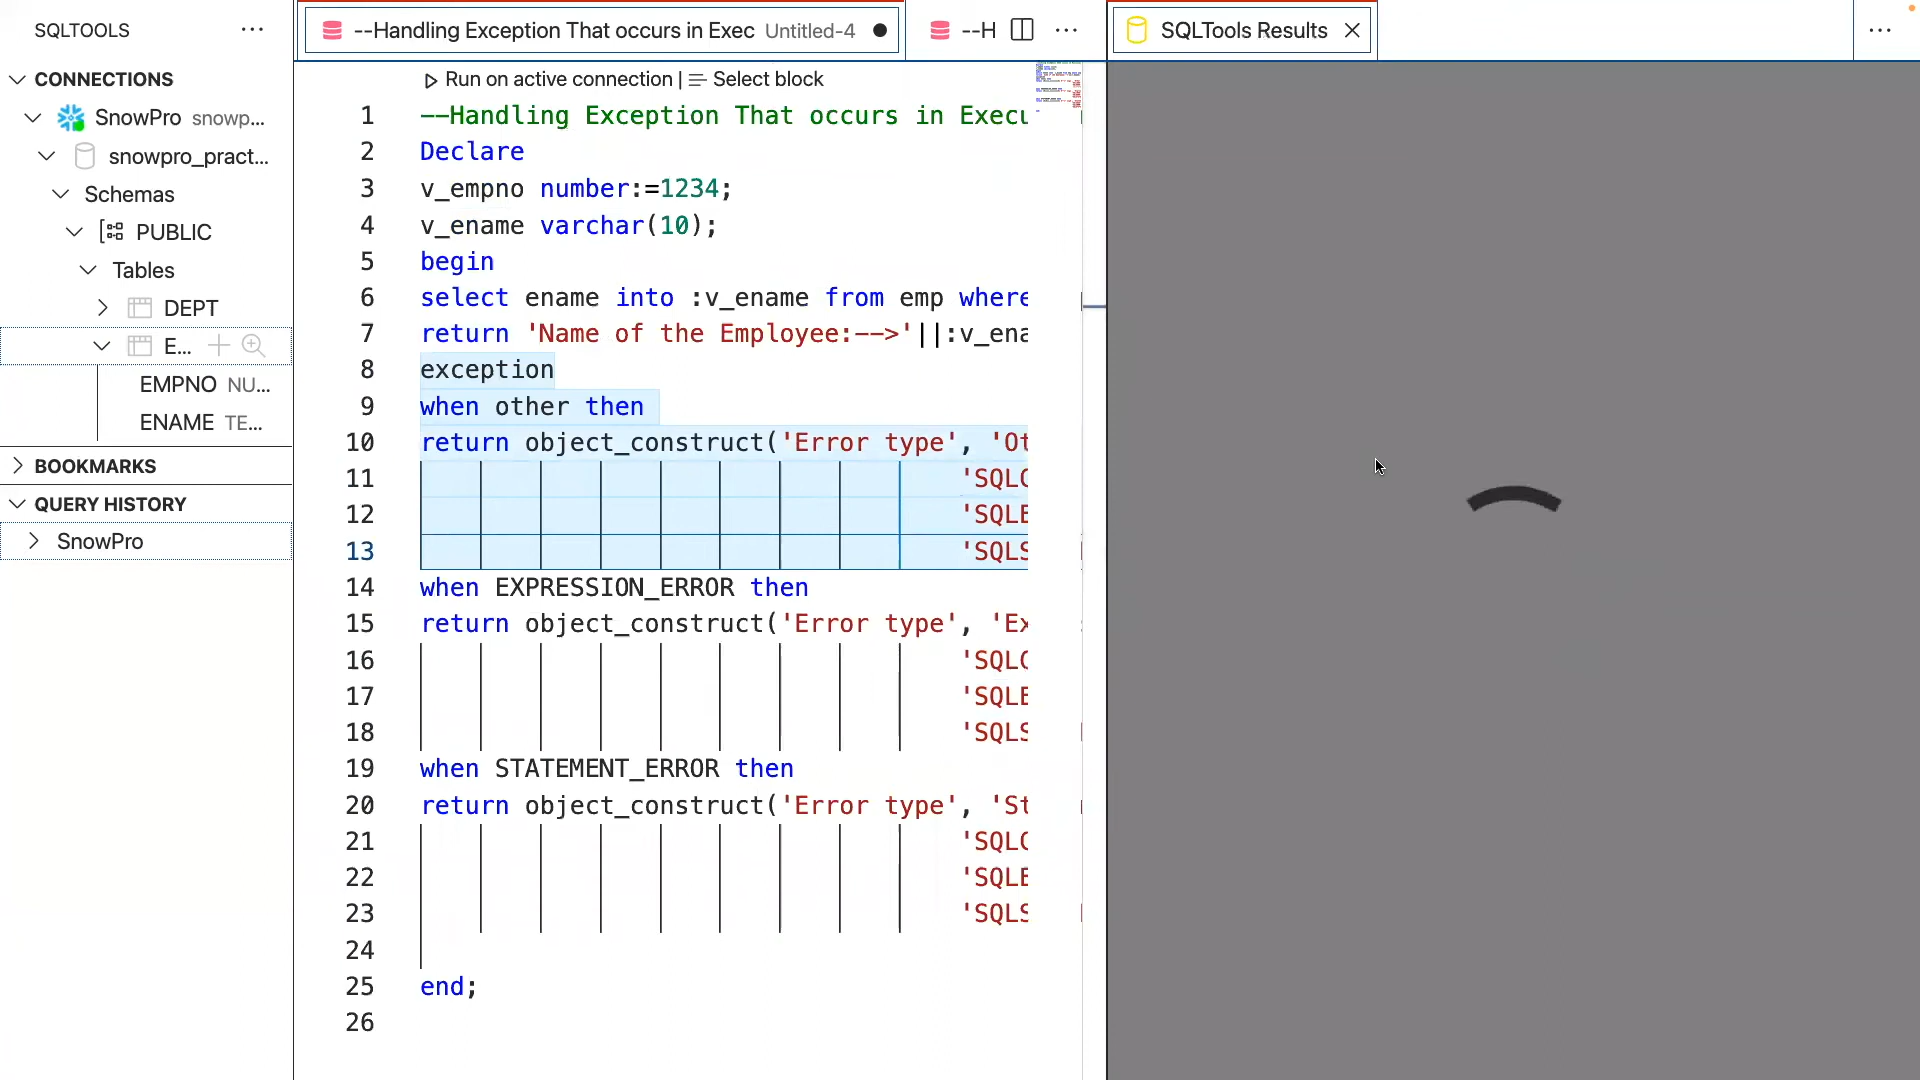 SQLTOOLS
CONNECTIONS
SnowPro snowp...
snowpro_pract...
Schemas
PUBLIC
Tables
DEPT
E...
EMPNO NU...
ENAME TE...
BOOKMARKS
QUERY HISTORY
SnowPro
--Handling Exception That occurs in Exec Untitled-4
--H
Run on active connection | Select block
1 --Handling Exception That occurs in Execu
2 Declare
3 v_empno number:=1234;
4 v_ename varchar(10);
5 begin
6 select ename into :v_ename from emp where
7 return 'Name of the Employee:-->'||:v_ena
8 exception
9 when other then
10 return object_construct('Error type', 'Ot
11 'SQLC
12 'SQLE
13 'SQLS
14 when EXPRESSION_ERROR then
15 return object_construct('Error type', 'Ex
16 'SQLC
17 'SQLE
18 'SQLS
19 when STATEMENT_ERROR then
20 return object_construct('Error type', 'St
21 'SQLC
22 'SQLE
23 'SQLS
24
25 end;
26
SQLTools Results